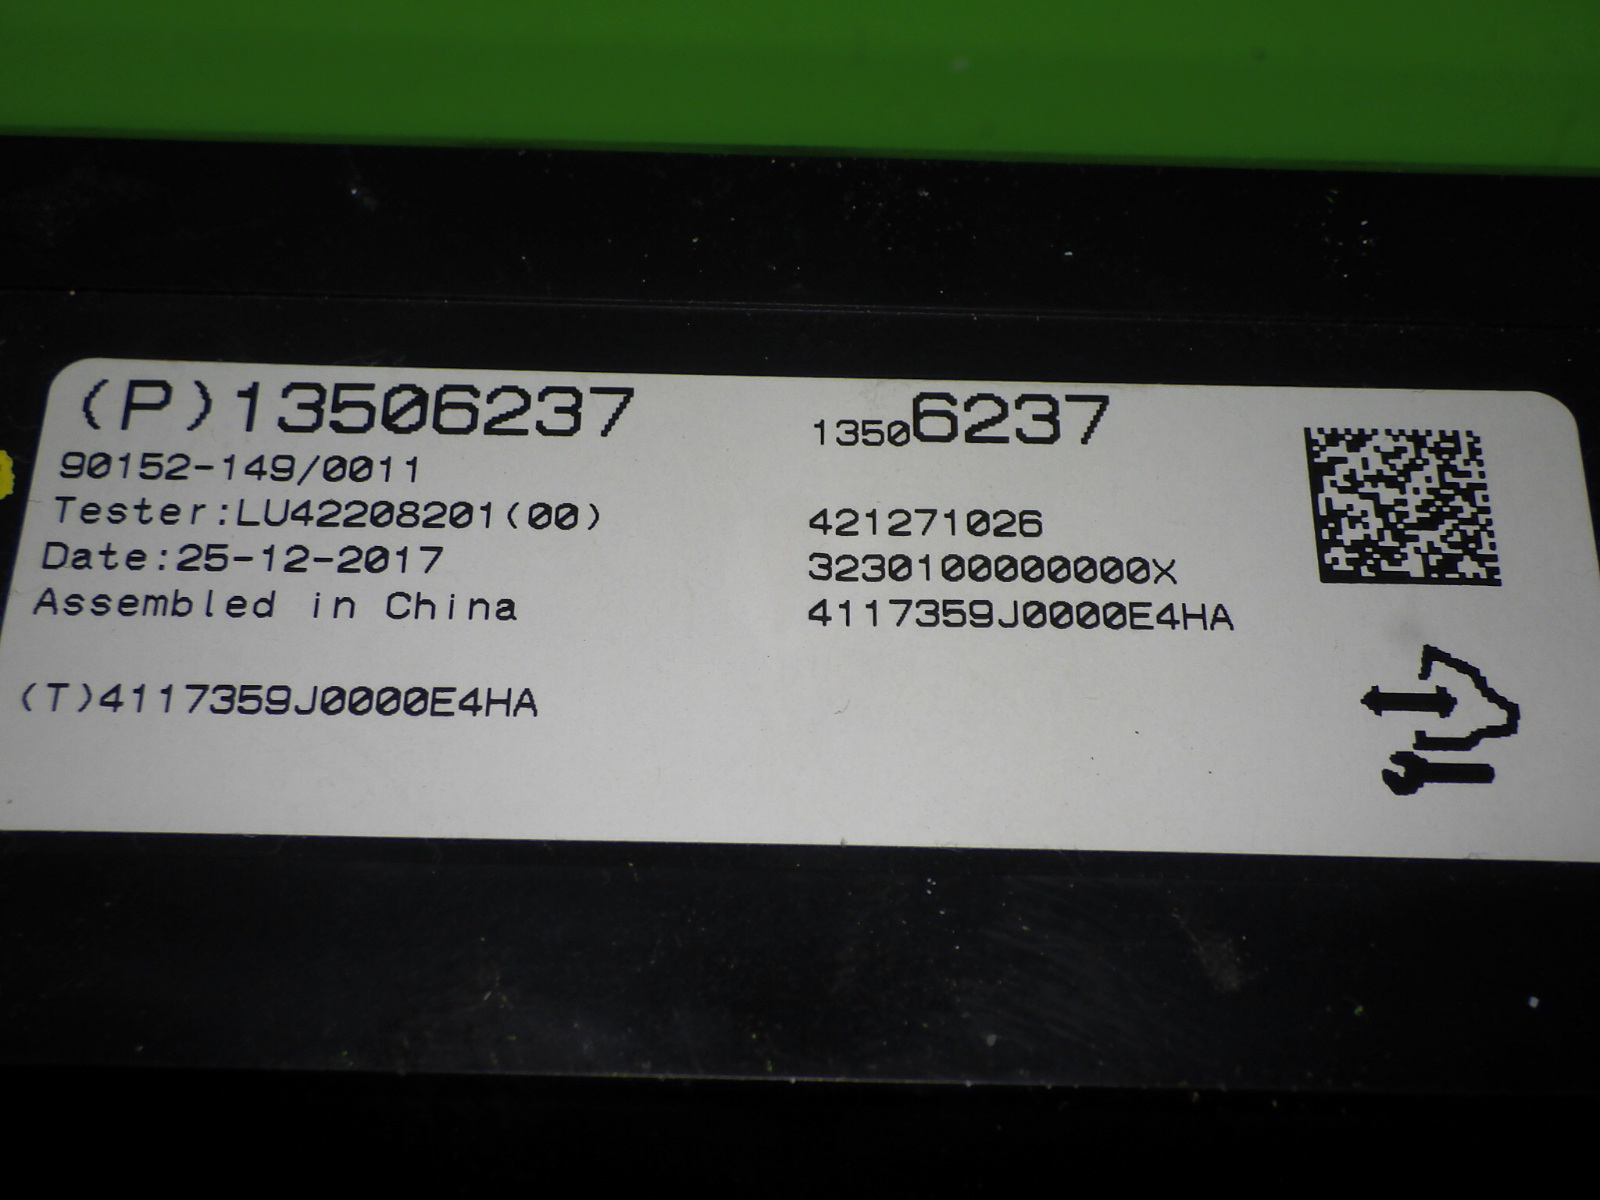 (P)13506237
90152-149/0011
Tester:LU42208201(00)
Date:25-12-2017
Assembled in China
(T)4117359J0000E4HA
13506237
421271026
3230100000000X
4117359J0000E4HA